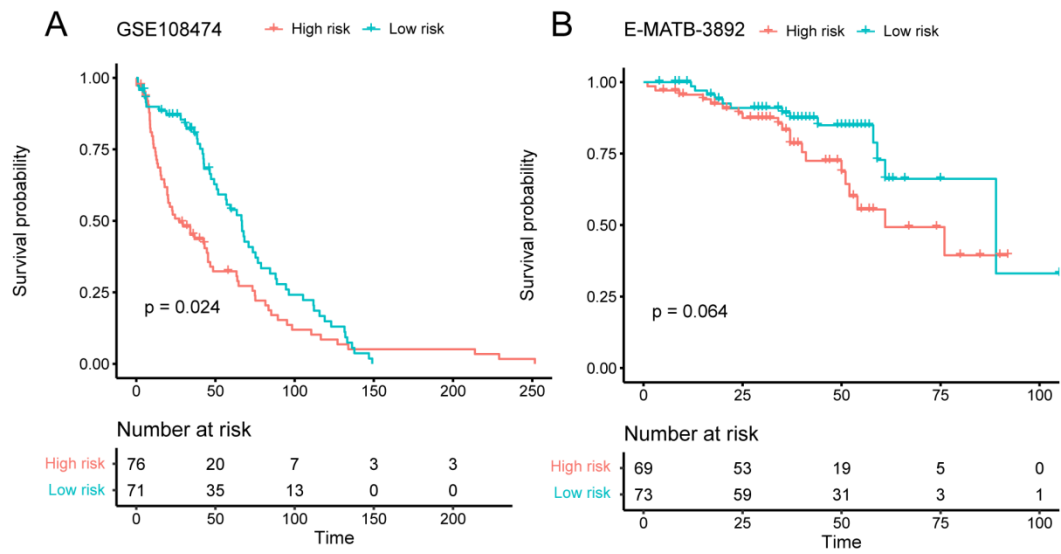 A GSE108474 High risk Low risk
Survival probability
1.00
0.75
0.50
0.25
0.00
p = 0.024
0 50 100 150 200 250
Number at risk
High risk 76 20 7 3 3
Low risk 71 35 13 0 0
0 50 100 150 200
Time
B E-MATB-3892 High risk Low risk
Survival probability
1.00
0.75
0.50
0.25
0.00
p = 0.064
0 25 50 75 100
Number at risk
High risk 69 53 19 5 0
Low risk 73 59 31 3 1
0 25 50 75 100
Time